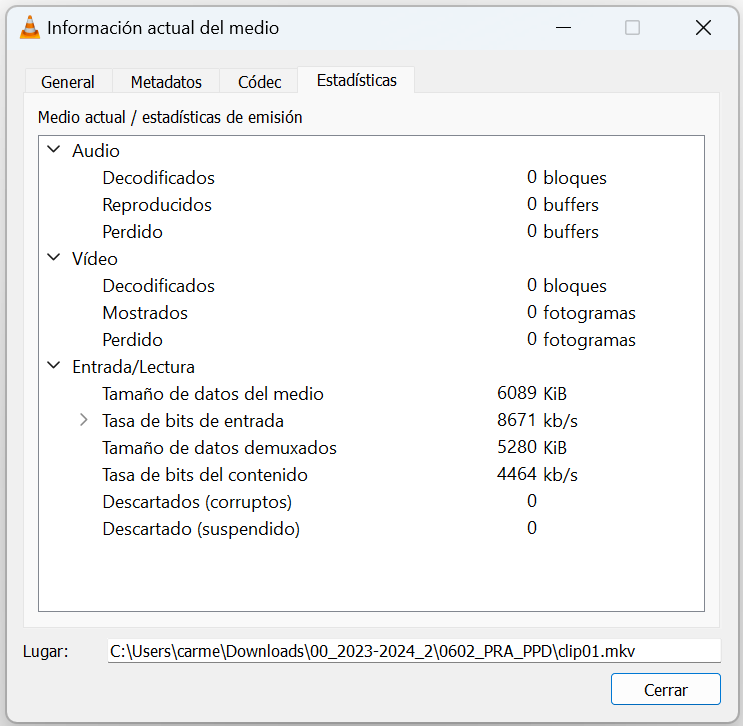 Información actual del medio
General Metadatos Códec Estadísticas
Medio actual / estadísticas de emisión
Audio
Decodificados 0 bloques
Reproducidos 0 buffers
Perdido 0 buffers
Vídeo
Decodificados 0 bloques
Mostrados 0 fotogramas
Perdido 0 fotogramas
Entrada/Lectura
Tamaño de datos del medio 6089 KiB
Tasa de bits de entrada 8671 kb/s
Tamaño de datos demuxados 5280 KiB
Tasa de bits del contenido 4464 kb/s
Descartados (corruptos) 0
Descartado (suspendido) 0
Lugar: C:\Users\carme\Downloads\00_2023-2024_2\0602_PRA_PPD\clip01.mkv
Cerrar